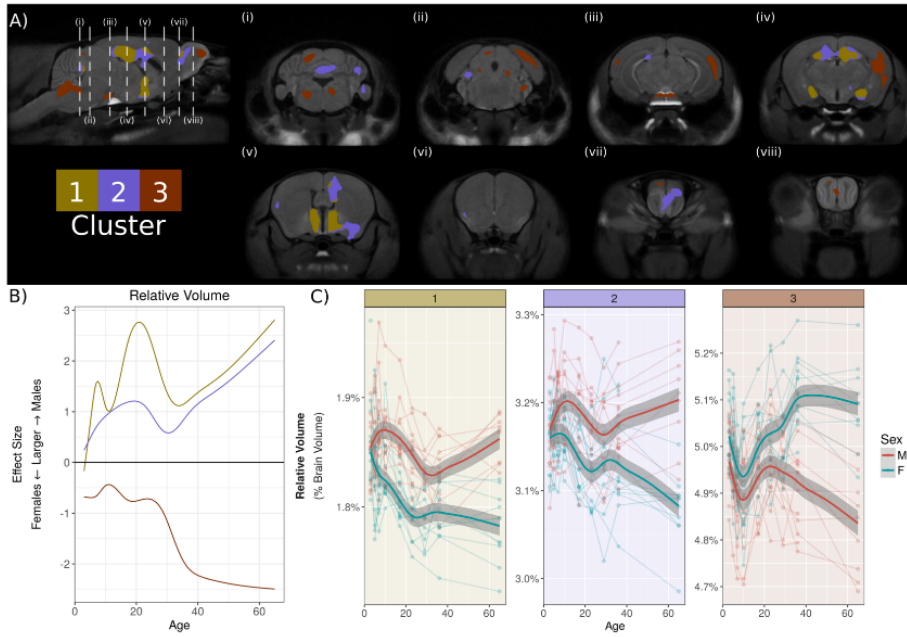 A)
(i)
(iii)
(v)
(vii)
(ii)
(iv)
(vi)
(viii)
(i)
(ii)
(iii)
(iv)
1 2 3
Cluster
(v)
(vi)
(vii)
(viii)
B)
Relative Volume
Effect Size
Females ← Larger → Males
3
2
1
0
-1
-2
0 20 40 60
Age
C)
1
2
3
Relative Volume
(% Brain Volume)
1.9%
1.8%
3.3%
3.2%
3.1%
3.0%
5.2%
5.1%
5.0%
4.9%
4.8%
4.7%
0 20 40 60
0 20 40 60
0 20 40 60
Age
Sex
M
F